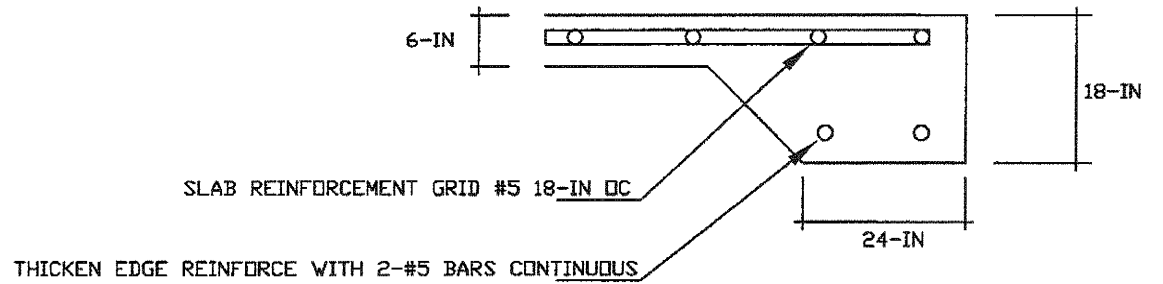 6-IN
18-IN
SLAB REINFORCEMENT GRID #5 18-IN OC
24-IN
THICKEN EDGE REINFORCE WITH 2-#5 BARS CONTINUOUS